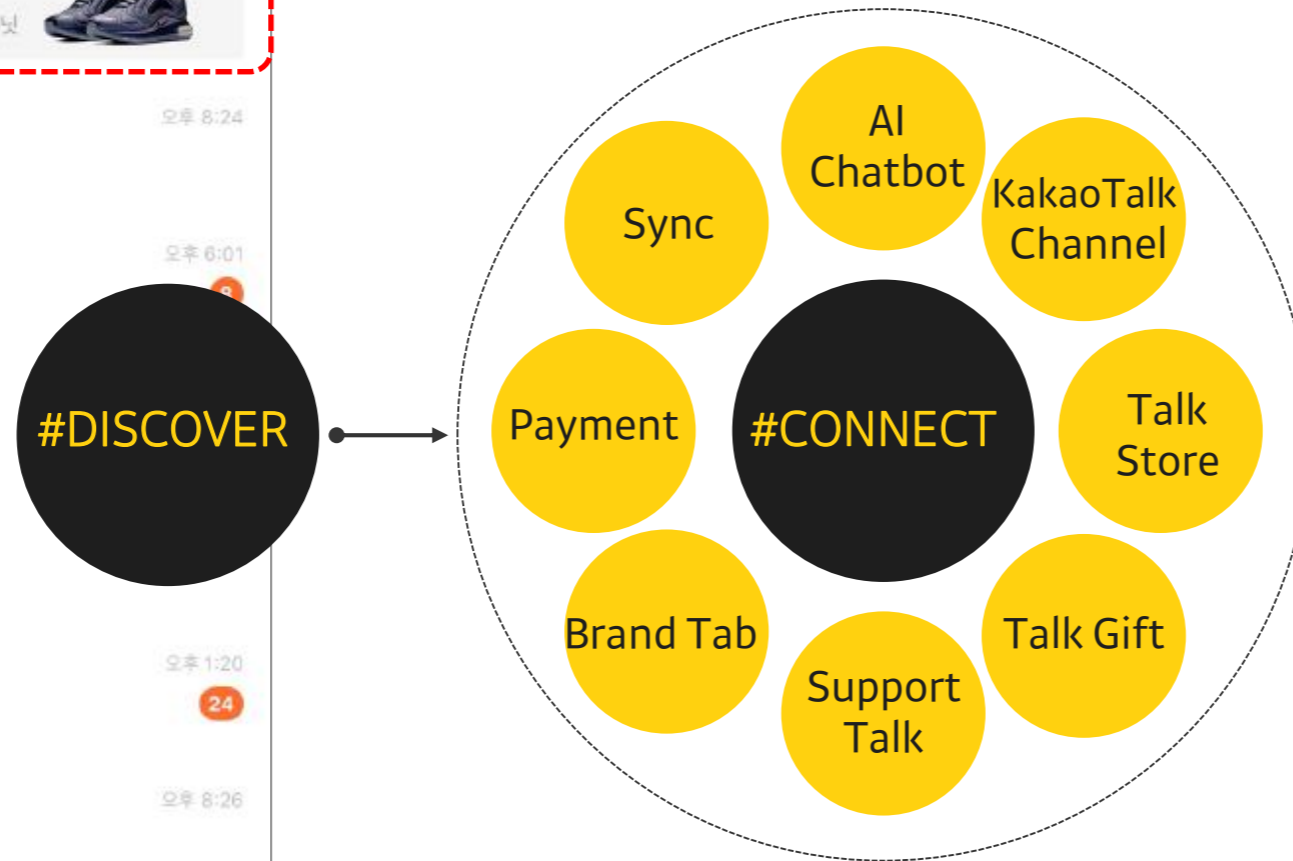 넛
오후 8:24
오후 6:01
#DISCOVER
오후 1:20
24
오후 8:26
AI
Chatbot
KakaoTalk
Channel
Sync
Talk
Store
Payment
#CONNECT
Brand Tab
Talk Gift
Support
Talk